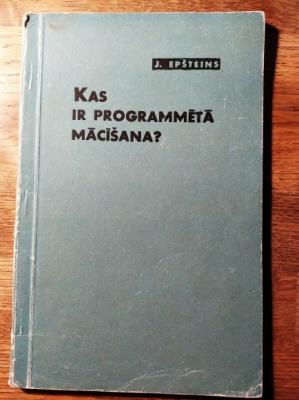 J. EPŠTEINS
KAS
IR PROGRAMMĒTĀ
MĀCĪŠANA?